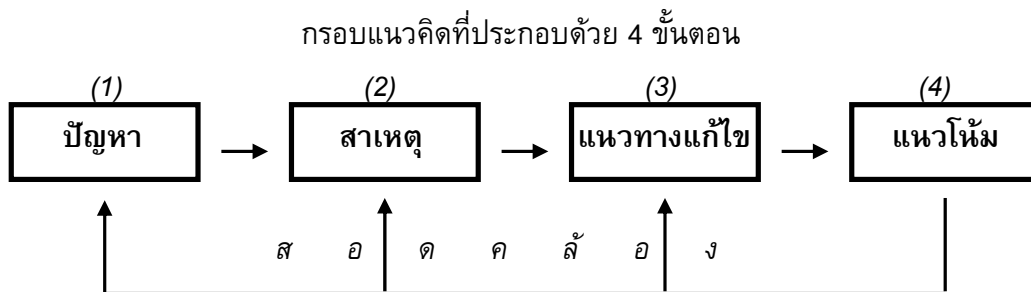 กรอบแนวคิดที่ประกอบด้วย 4 ขั้นตอน
(1) (2) (3) (4)
ปัญหา สาเหตุ แนวทางแก้ไข แนวโน้ม
ส อ ด ค ล้ อ ง